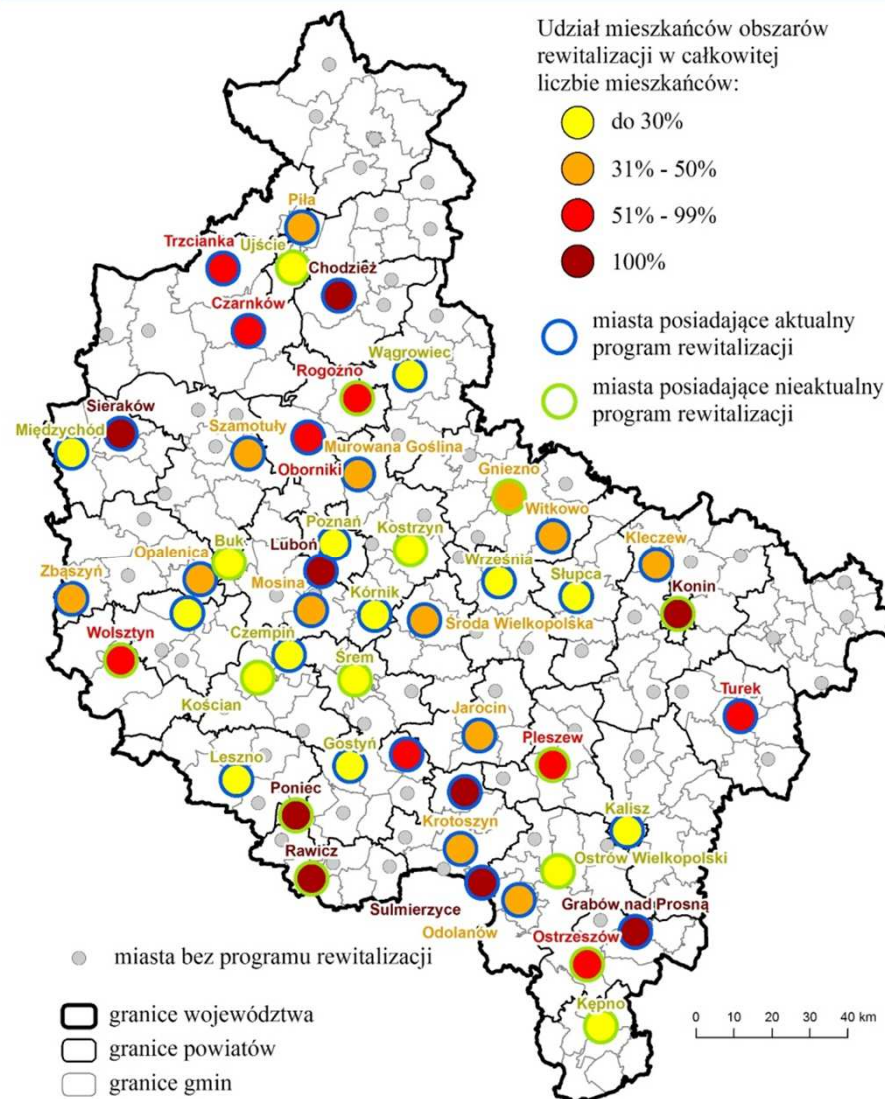 Udział mieszkańców obszarów
rewitalizacji w całkowitej
liczbie mieszkańców:
do 30%
31% - 50%
51% - 99%
100%
miasta posiadające aktualny
program rewitalizacji
miasta posiadające nieaktualny
program rewitalizacji
Piła
Trzcianka
Ujście
Chodzież
Czarnków
Wągrowiec
Rogoźno
Sieraków
Międzychód
Szamotuły
Murowana Goślina
Oborniki
Gniezno
Witkowo
Poznań
Kostrzyn
Kleczew
Buk
Luboń
Opalenica
Września
Zbąszyń
Mosina
Kórnik
Słupca
Konin
Środa Wielkopolska
Wolsztyn
Czempiń
Śrem
Kościan
Turek
Jarocin
Pleszew
Leszno
Gostyń
Poniec
Kalisz
Krotoszyn
Rawicz
Ostrów Wielkopolski
Sulmierzyce
Grabów nad Prosną
Odolanów
Ostrzeszów
Kępno
miasta bez programu rewitalizacji
granice województwa
granice powiatów
granice gmin
0 10 20 30 40 km